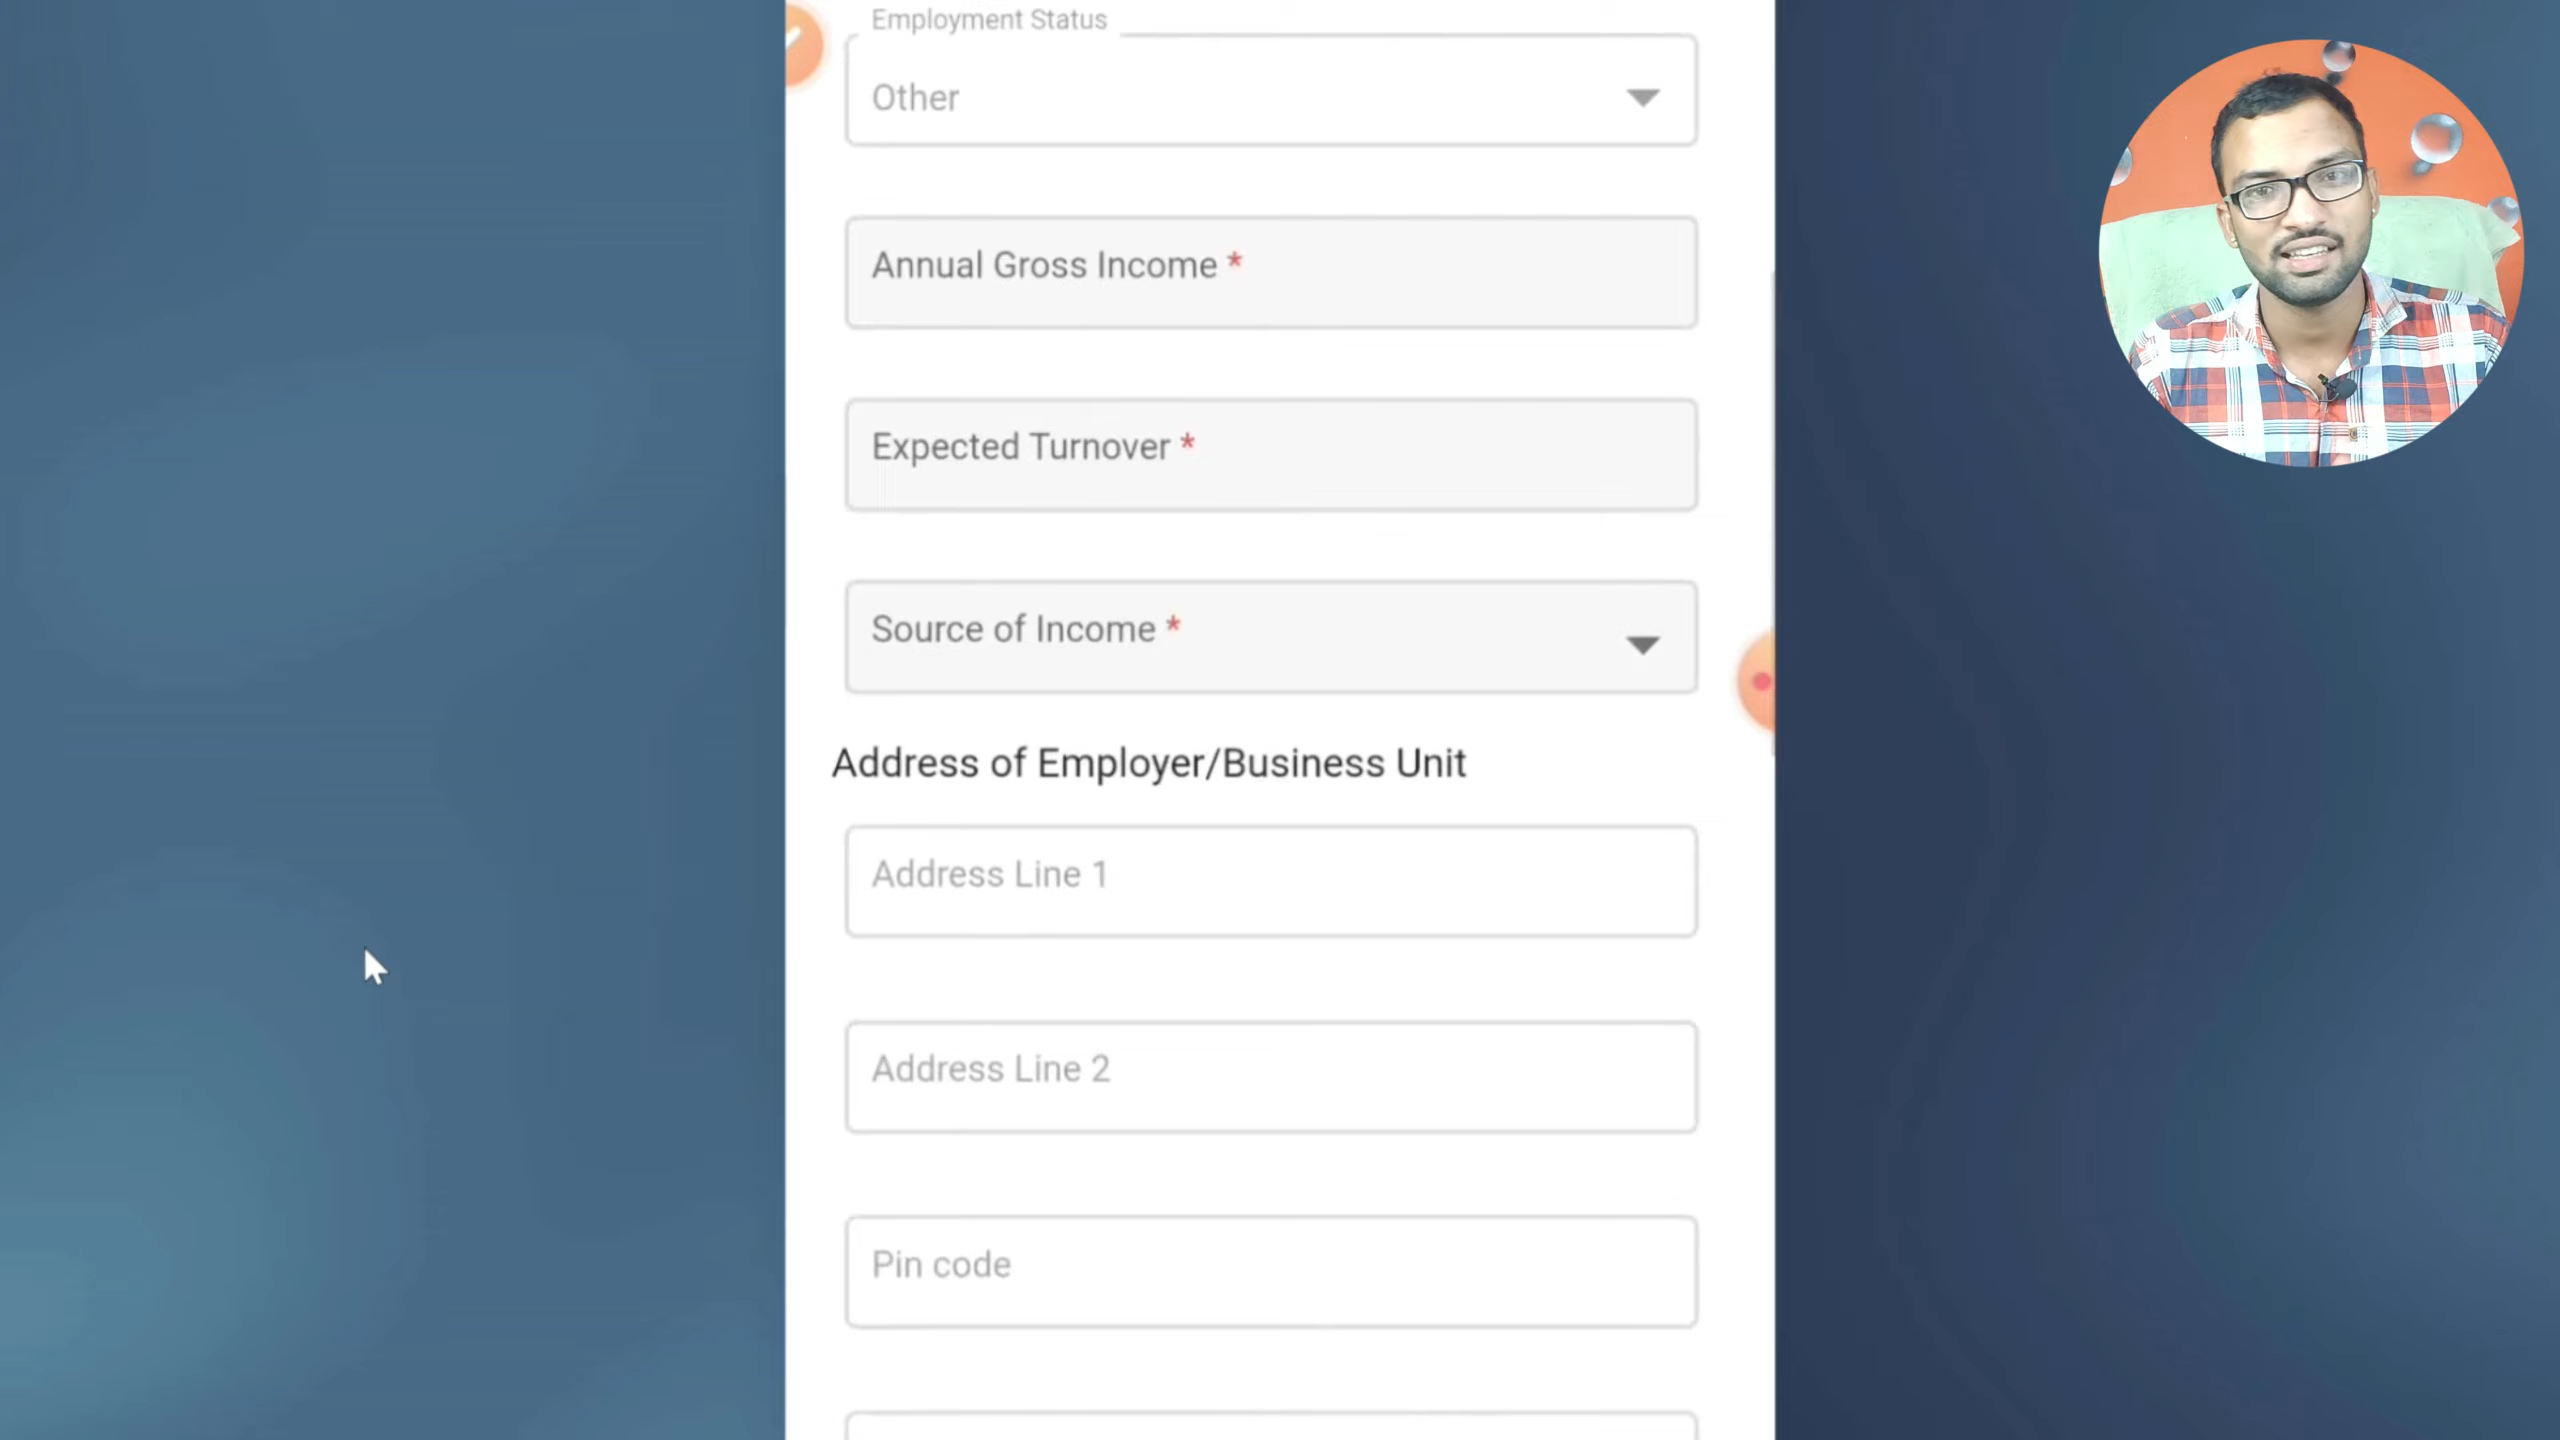 Employment Status
Other
Annual Gross Income *
Expected Turnover *
Source of Income *
Address of Employer/Business Unit
Address Line 1
Address Line 2
Pin code